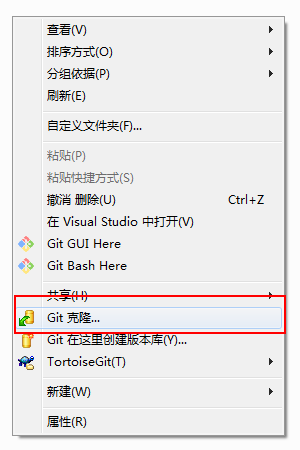 查看(V)
排序方式(O)
分组依据(P)
刷新(E)
自定义文件夹(F)...
粘贴(P)
粘贴快捷方式(S)
撤消 删除(U) Ctrl+Z
在 Visual Studio 中打开(V)
Git GUI Here
Git Bash Here
共享(H)
Git 克隆...
Git 在这里创建版本库(Y)...
TortoiseGit(T)
新建(W)
属性(R)